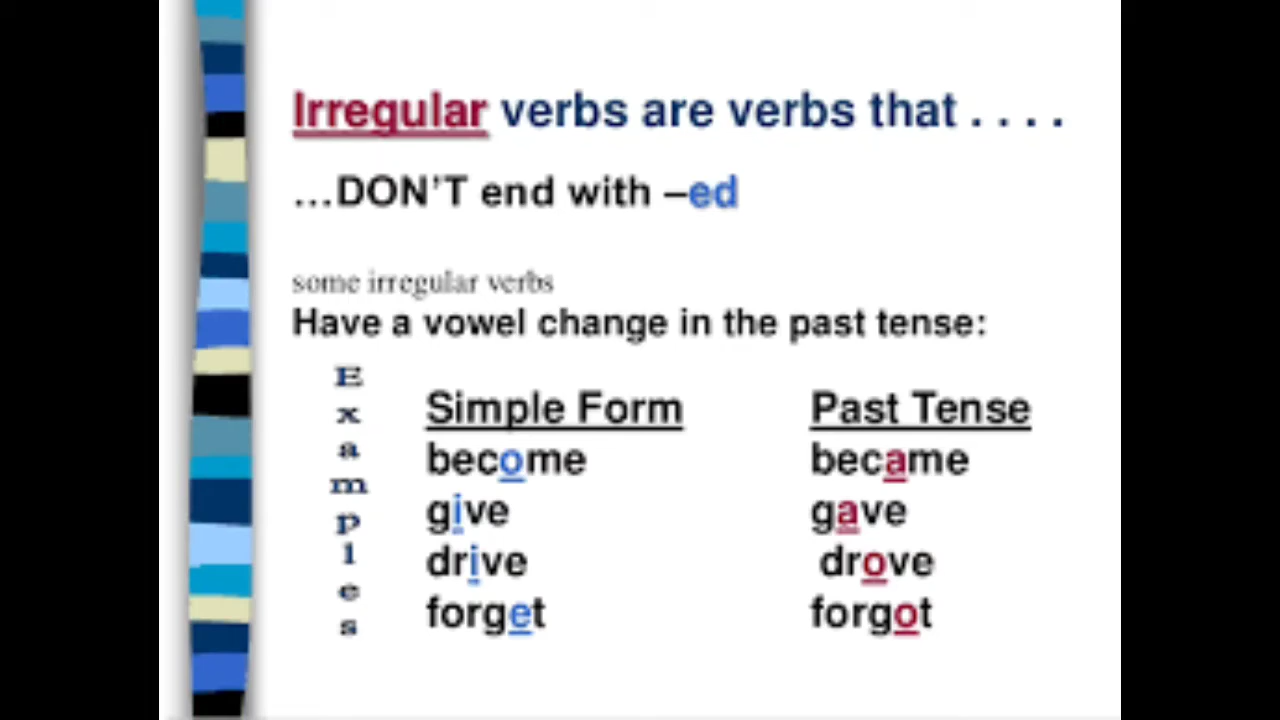 Irregular verbs are verbs that . . . .
...DON'T end with –ed
some irregular verbs
Have a vowel change in the past tense:
Examples
Simple Form Past Tense
become became
give gave
drive drove
forget forgot